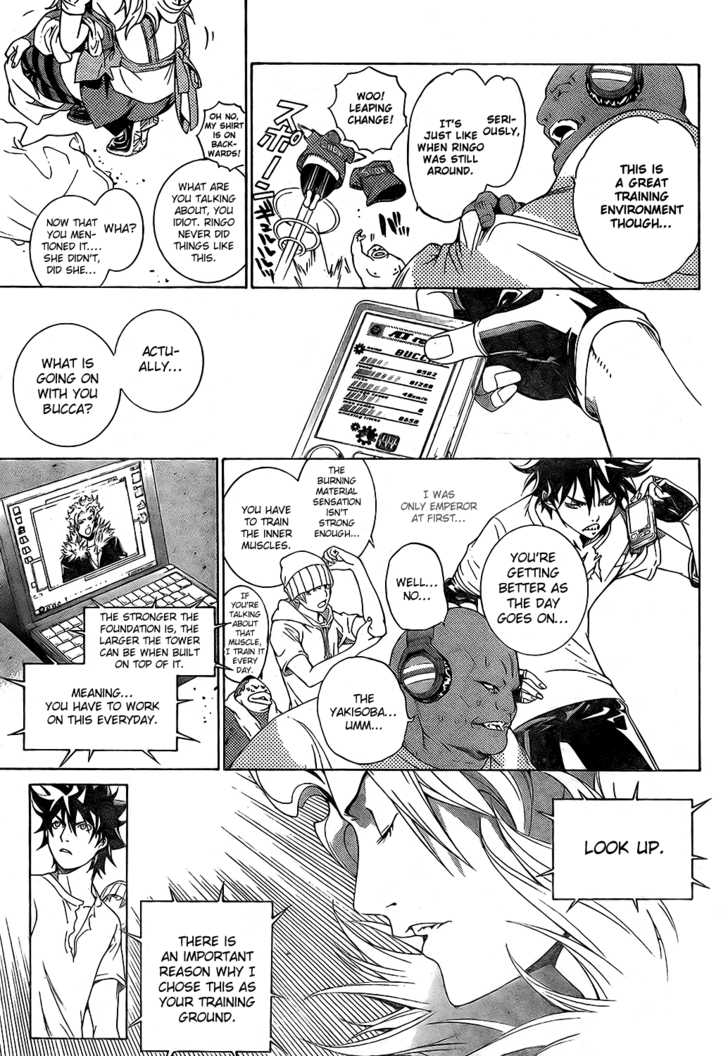 THIS IS
A GREAT
TRAINING
ENVIRONMENT
THOUGH...
SERI-
OUSLY,
IT'S
JUST LIKE
WHEN RINGO
WAS STILL
AROUND.
WOO!
LEAPING
CHANGE!
スポーン
OH NO,
MY SHIRT
IS ON
BACK-
WARDS!
WHAT ARE
YOU TALKING
ABOUT, YOU
IDIOT. RINGO
NEVER DID
THINGS LIKE
THIS.
WHA?
NOW THAT
YOU MEN-
TIONED IT....
SHE DIDN'T,
DID SHE...
BUCCA
ACTU-
ALLY...
WHAT IS
GOING ON
WITH YOU
BUCCA?
YOU'RE
GETTING
BETTER AS
THE DAY
GOES ON...
I WAS
ONLY EMPEROR
AT FIRST...
WELL...
NO...
THE
YAKISOBA...
UMM...
THE
BURNING
MATERIAL
SENSATION
ISN'T
STRONG
ENOUGH...
YOU HAVE
TO TRAIN
THE INNER
MUSCLES.
IF
YOU'RE
TALKING
ABOUT
THAT
MUSCLE,
I TRAIN IT
EVERY
DAY.
THE STRONGER THE
FOUNDATION IS, THE
LARGER THE TOWER
CAN BE WHEN BUILT
ON TOP OF IT.
MEANING...
YOU HAVE TO WORK
ON THIS EVERYDAY.
LOOK UP.
THERE IS
AN IMPORTANT
REASON WHY I
CHOSE THIS AS
YOUR TRAINING
GROUND.